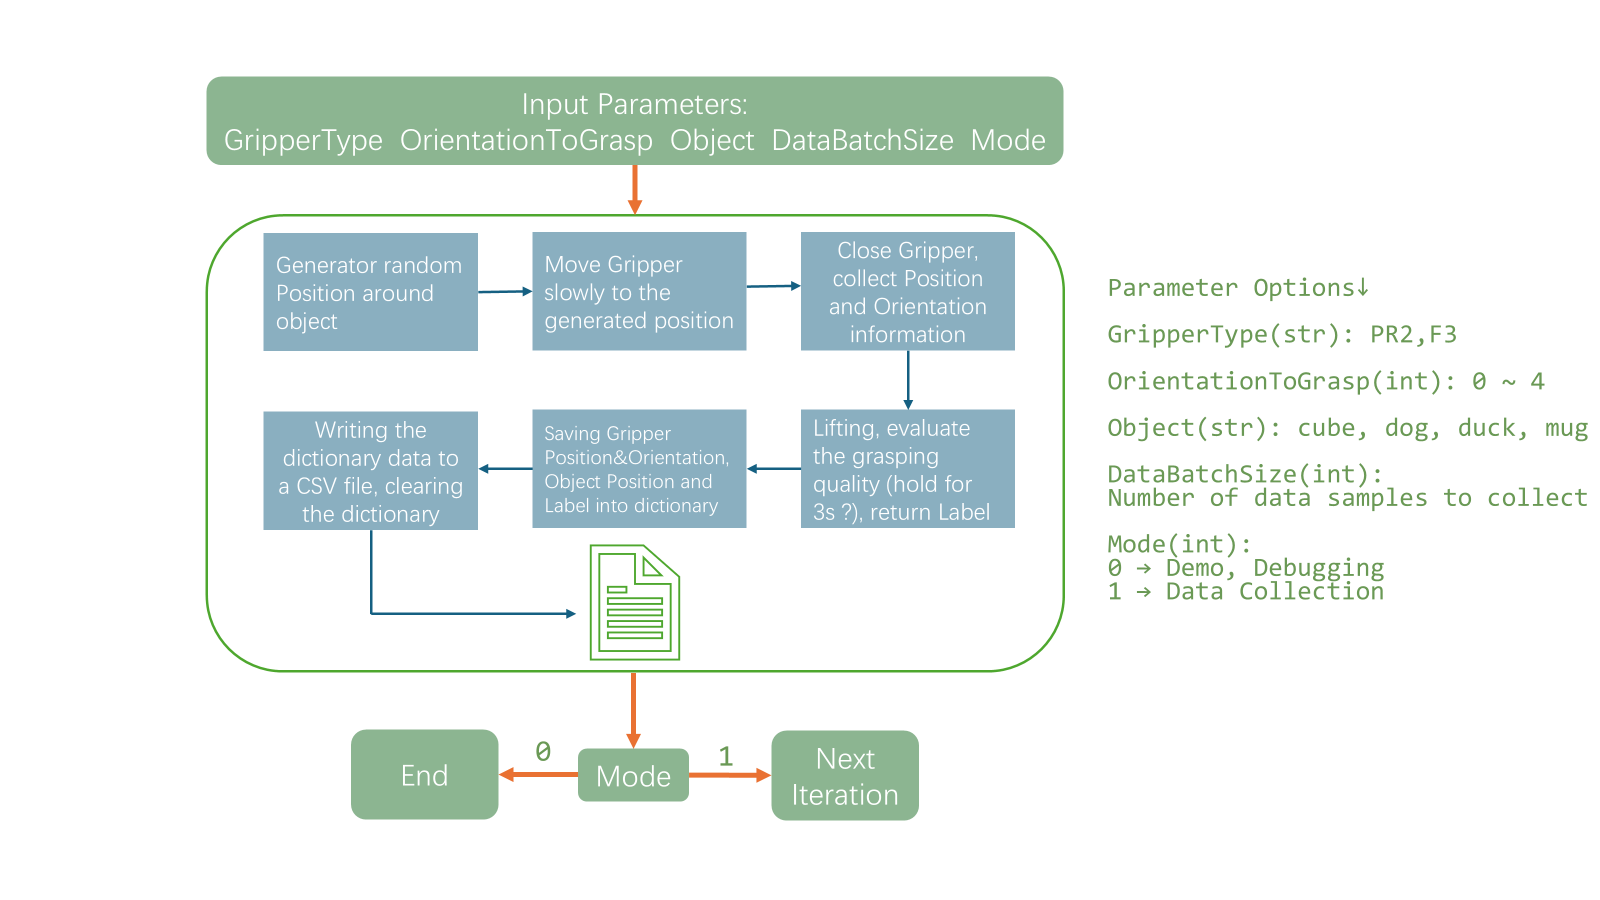 Input Parameters:
GripperType OrientationToGrasp Object DataBatchSize Mode
Generator random
Position around
object
Move Gripper
slowly to the
generated position
Close Gripper,
collect Position
and Orientation
information
Writing the
dictionary data to
a CSV file, clearing
the dictionary
Saving Gripper
Position&Orientation,
Object Position and
Label into dictionary
Lifting, evaluate
the grasping
quality (hold for
3s ?), return Label
End
0
Mode
1
Next
Iteration
Parameter Options↓
GripperType(str): PR2,F3
OrientationToGrasp(int): 0 ~ 4
Object(str): cube, dog, duck, mug
DataBatchSize(int):
Number of data samples to collect
Mode(int):
0 → Demo, Debugging
1 → Data Collection